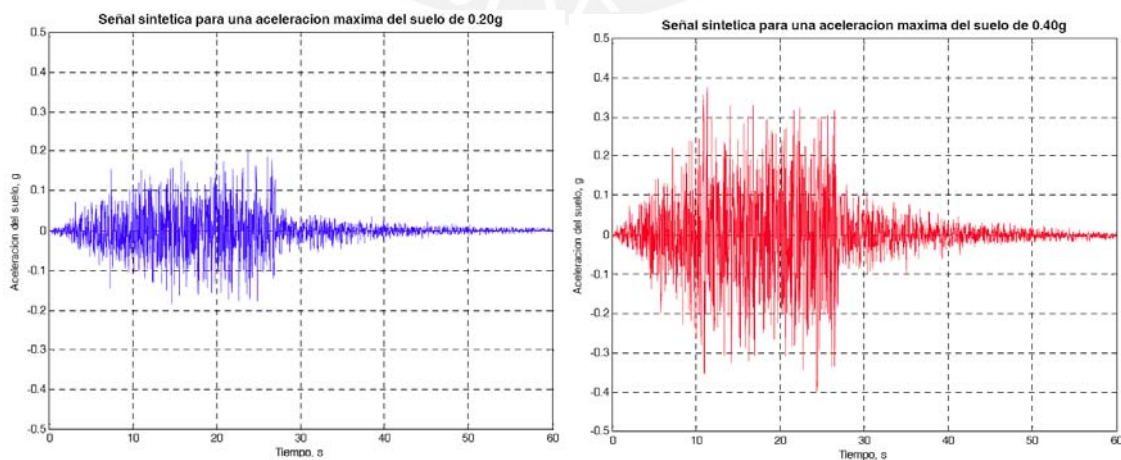 Señal sintetica para una aceleracion maxima del suelo de 0.20g
0.5
0.4
0.3
0.2
0.1
0
-0.1
-0.2
-0.3
-0.4
-0.5
Aceleracion del suelo, g
0 10 20 30 40 50 60
Tiempo, s
Señal sintetica para una aceleracion maxima del suelo de 0.40g
0.5
0.4
0.3
0.2
0.1
0
-0.1
-0.2
-0.3
-0.4
-0.5
Aceleracion del suelo, g
0 10 20 30 40 50 60
Tiempo, s